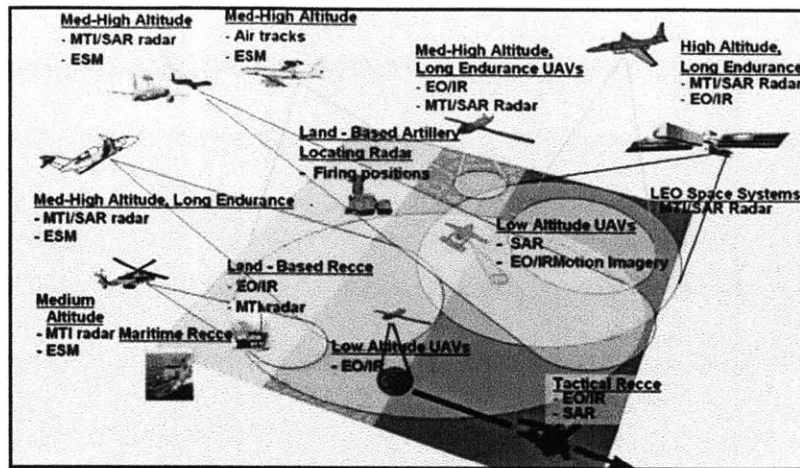 Med-High Altitude
- MTI/SAR radar
- ESM
Med-High Altitude
- Air tracks
- ESM
Med-High Altitude,
Long Endurance UAVs
- EO/IR
- MTI/SAR Radar
High Altitude,
Long Endurance
- MTI/SAR Radar
- EO/IR
Land - Based Artillery
Locating Radar
- Firing positions
LEO Space Systems
- MTI/SAR Radar
Med-High Altitude, Long Endurance
- MTI/SAR radar
- ESM
Low Altitude UAVs
- SAR
- EO/IRMotion Imagery
Land - Based Recce
- EO/IR
- MTI radar
Medium
Altitude
- MTI radar
- ESM
Maritime Recce
Low Altitude UAVs
- EO/IR
Tactical Recce
- EO/IR
- SAR